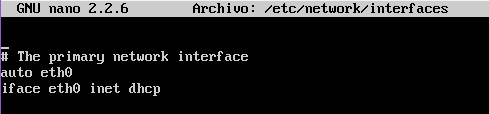 GNU nano 2.2.6 Archivo: /etc/network/interfaces
# The primary network interface
auto eth0
iface eth0 inet dhcp